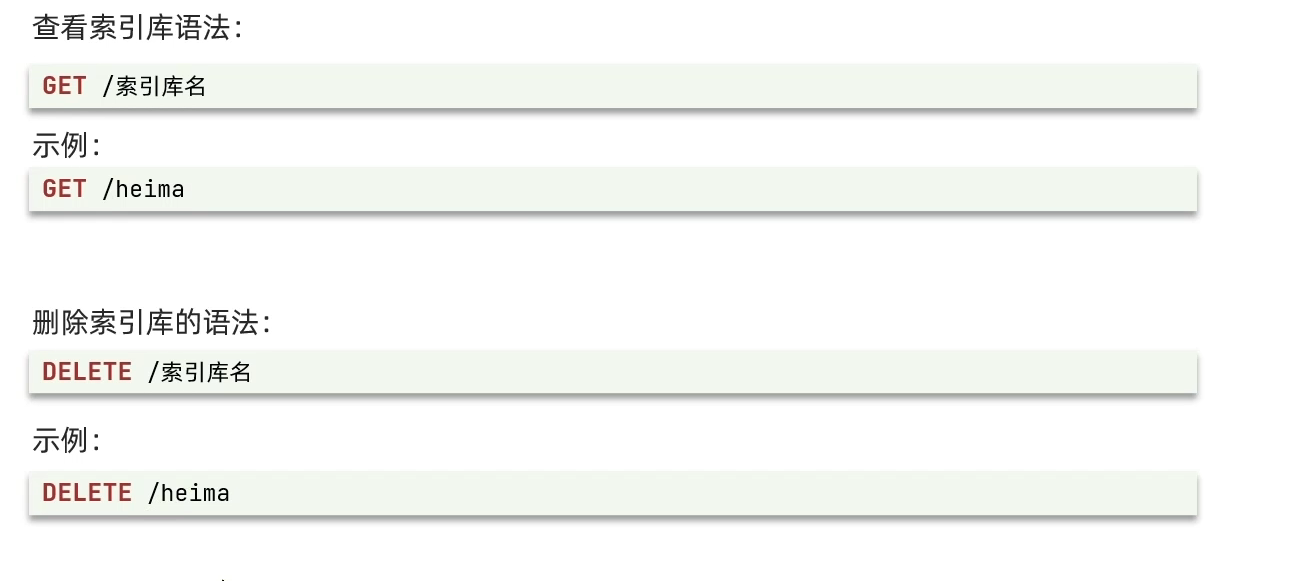 查看索引库语法：
GET /索引库名
示例：
GET /heima
删除索引库的语法：
DELETE /索引库名
示例：
DELETE /heima